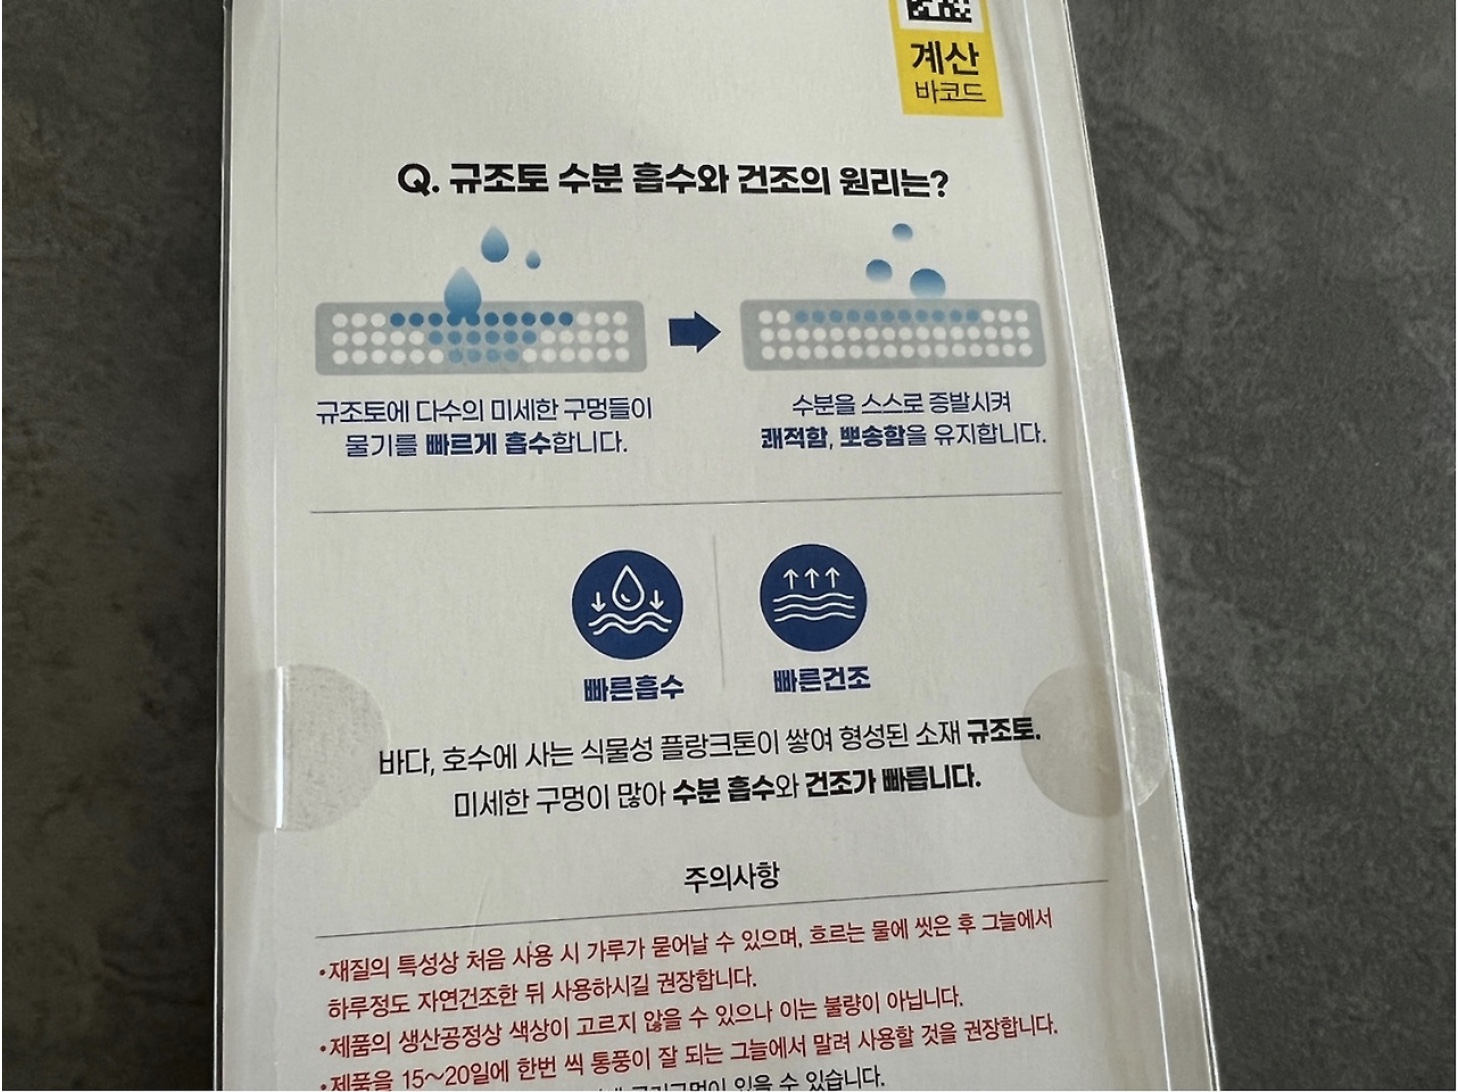 계산
바코드
Q. 규조토 수분 흡수와 건조의 원리는?
규조토에 다수의 미세한 구멍들이
물기를 빠르게 흡수합니다.
수분을 스스로 증발시켜
쾌적함, 뽀송함을 유지합니다.
빠른흡수
빠른건조
바다, 호수에 사는 식물성 플랑크톤이 쌓여 형성된 소재 규조토.
미세한 구멍이 많아 수분 흡수와 건조가 빠릅니다.
주의사항
•재질의 특성상 처음 사용 시 가루가 묻어날 수 있으며, 흐르는 물에 씻은 후 그늘에서
하루정도 자연건조한 뒤 사용하시길 권장합니다.
•제품의 생산공정상 색상이 고르지 않을 수 있으나 이는 불량이 아닙니다.
•제품을 15~20일에 한번 씩 통풍이 잘 되는 그늘에서 말려 사용할 것을 권장합니다.
있을 수 있습니다.